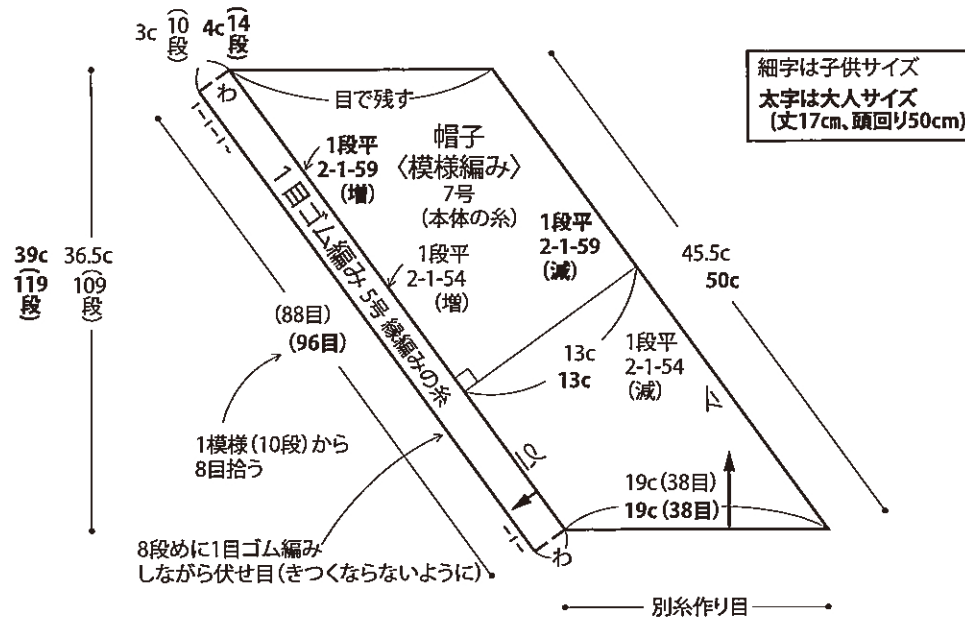 3c（10段）
4c（14段）
わ
目で残す
細字は子供サイズ
太字は大人サイズ
(丈17㎝、頭回り50cm)
帽子
〈模様編み〉
7号
(本体の糸)
1段平
2-1-59
(増)
1目ゴム編み 5号 縁編みの糸
1段平
2-1-59
(減)
1段平
2-1-54
(増)
45.5c
50c
39c（119段）
36.5c（109段）
(88目)
(96目)
13c
13c
1段平
2-1-54
(減)
1模様(10段)から
8目拾う
19c(38目)
19c(38目)
8段めに1目ゴム編み
しながら伏せ目(きつくならないように)
わ
別糸作り目